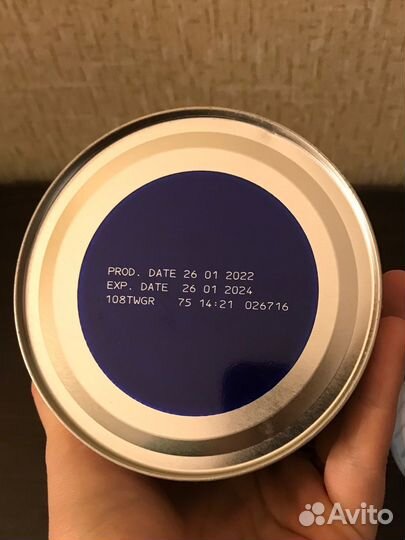 PROD. DATE 26 01 2022
EXP. DATE 26 01 2024
108TWGR 75 14:21 026716
Avito